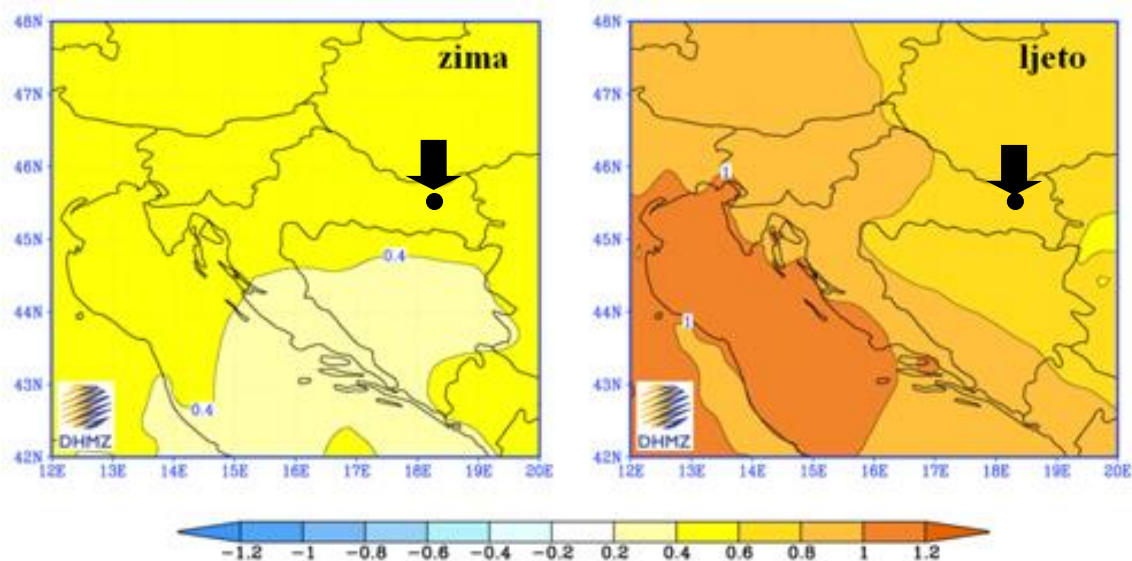 48N
zima
47N
46N
45N
0.4
44N
43N
0.4
DHMZ
42N
12E 13E 14E 15E 16E 17E 18E 19E 20E
48N
ljeto
47N
46N
1
45N
44N
1
43N
DHMZ
42N
12E 13E 14E 15E 16E 17E 18E 19E 20E
-1.2 -1 -0.8 -0.6 -0.4 -0.2 0.2 0.4 0.6 0.8 1 1.2